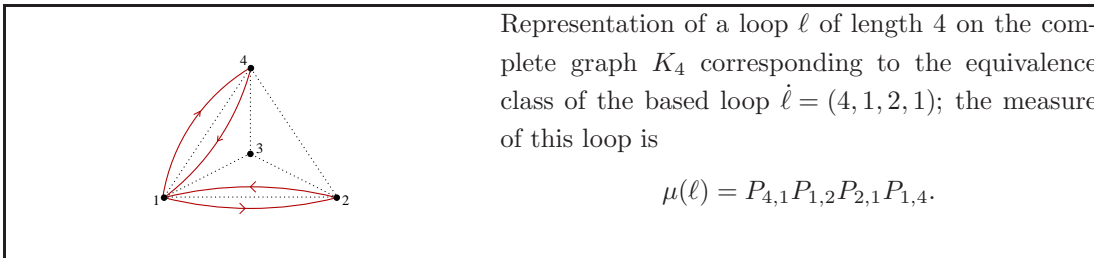 Representation of a loop ℓ of length 4 on the com-
plete graph K₄ corresponding to the equivalence
class of the based loop ℓ̇ = (4, 1, 2, 1); the measure
of this loop is
μ(ℓ) = P₄,₁P₁,₂P₂,₁P₁,₄.
4
3
1
2